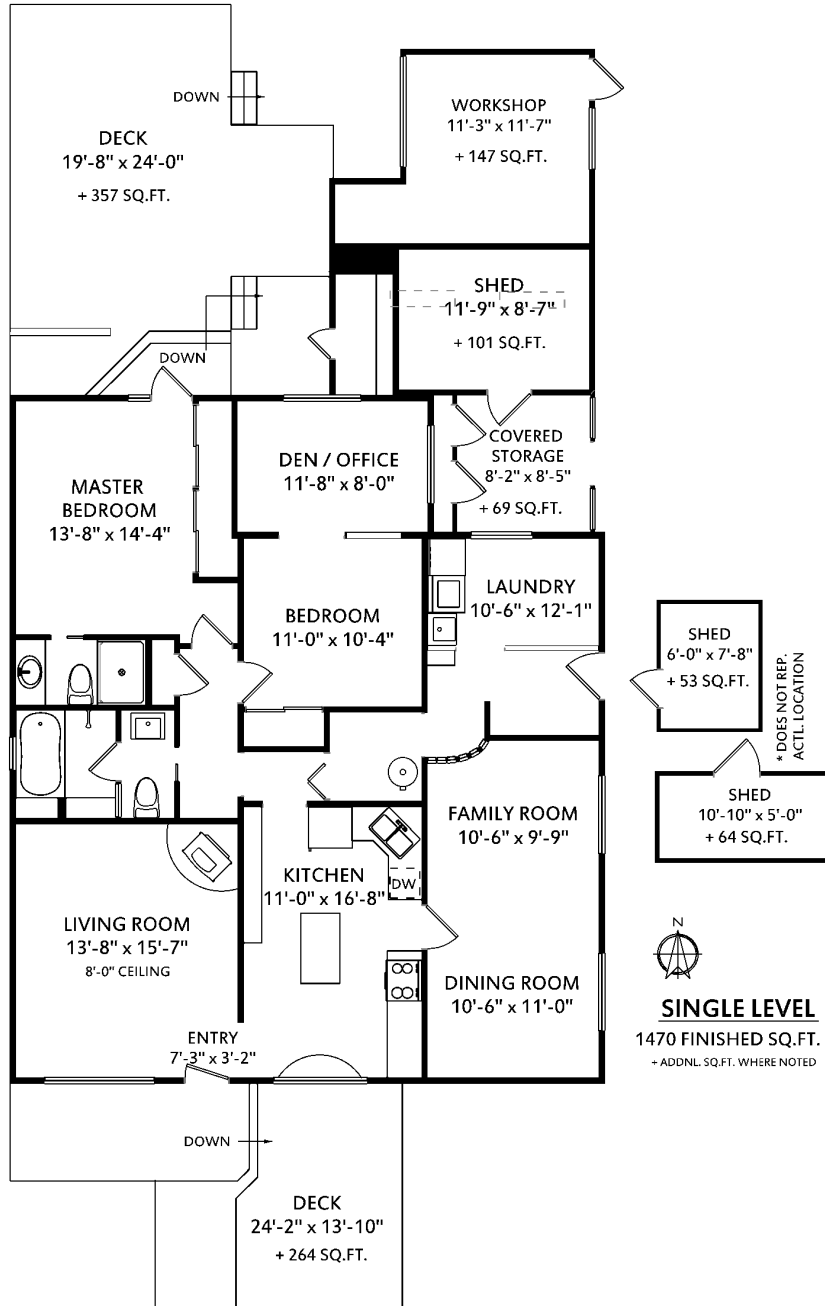 DOWN
WORKSHOP
11'-3" x 11'-7"
+ 147 SQ.FT.
DECK
19'-8" x 24'-0"
+ 357 SQ.FT.
SHED
11'-9" x 8'-7"
+ 101 SQ.FT.
DOWN
COVERED
STORAGE
8'-2" x 8'-5"
+ 69 SQ.FT.
DEN / OFFICE
11'-8" x 8'-0"
MASTER
BEDROOM
13'-8" x 14'-4"
LAUNDRY
10'-6" x 12'-1"
BEDROOM
11'-0" x 10'-4"
SHED
6'-0" x 7'-8"
+ 53 SQ.FT.
* DOES NOT REP.
ACTL. LOCATION
SHED
10'-10" x 5'-0"
+ 64 SQ.FT.
FAMILY ROOM
10'-6" x 9'-9"
KITCHEN
11'-0" x 16'-8"
DW
LIVING ROOM
13'-8" x 15'-7"
8'-0" CEILING
DINING ROOM
10'-6" x 11'-0"
N
SINGLE LEVEL
1470 FINISHED SQ.FT.
+ ADDNL. SQ.FT. WHERE NOTED
ENTRY
7'-3" x 3'-2"
DOWN
DECK
24'-2" x 13'-10"
+ 264 SQ.FT.